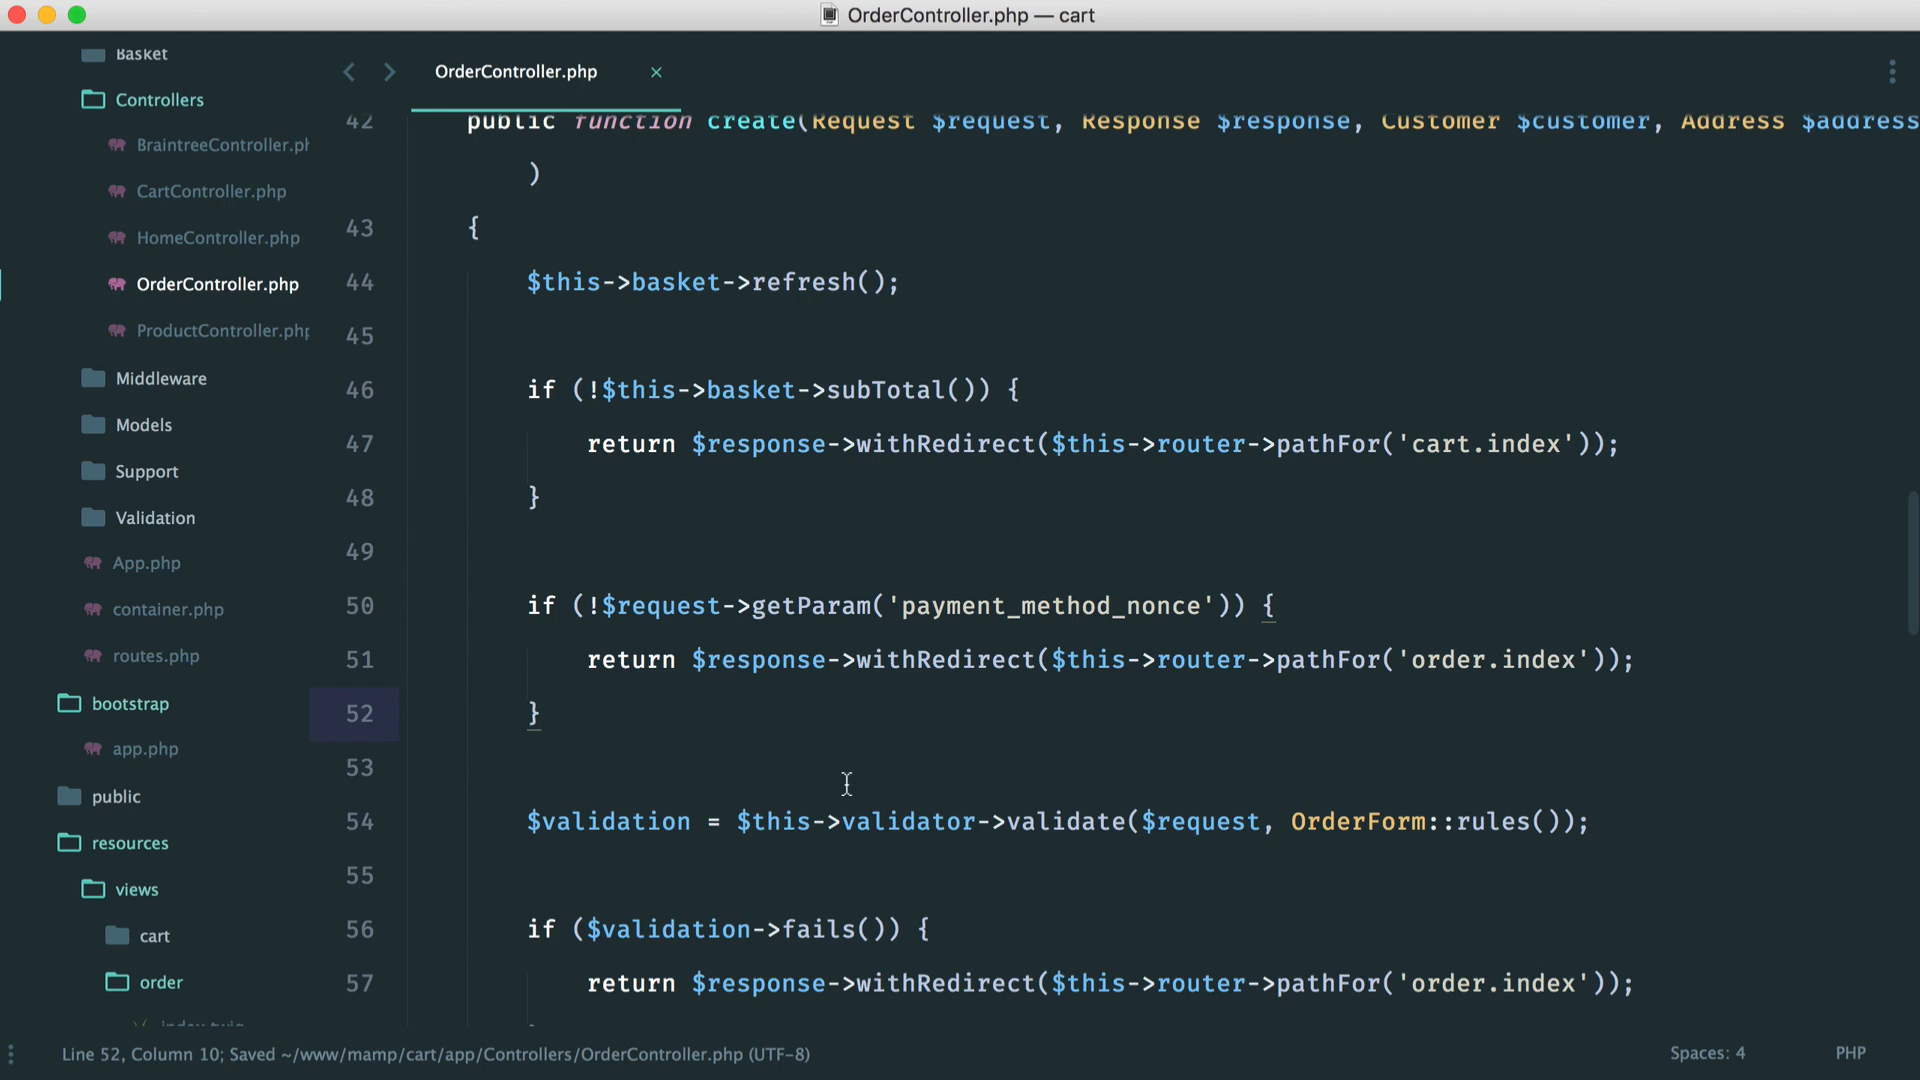 OrderController.php — cart
Basket
Controllers
BraintreeController.ph
CartController.php
HomeController.php
OrderController.php
ProductController.php
Middleware
Models
Support
Validation
App.php
container.php
routes.php
bootstrap
app.php
public
resources
views
cart
order
index.twig
OrderController.php ×
42 public function create(Request $request, Response $response, Customer $customer, Address $address
)
43 {
44 $this->basket->refresh();
45
46 if (!$this->basket->subTotal()) {
47 return $response->withRedirect($this->router->pathFor('cart.index'));
48 }
49
50 if (!$request->getParam('payment_method_nonce')) {
51 return $response->withRedirect($this->router->pathFor('order.index'));
52 }
53
54 $validation = $this->validator->validate($request, OrderForm::rules());
55
56 if ($validation->fails()) {
57 return $response->withRedirect($this->router->pathFor('order.index'));
Line 52, Column 10; Saved ~/www/mamp/cart/app/Controllers/OrderController.php (UTF-8)
Spaces: 4
PHP